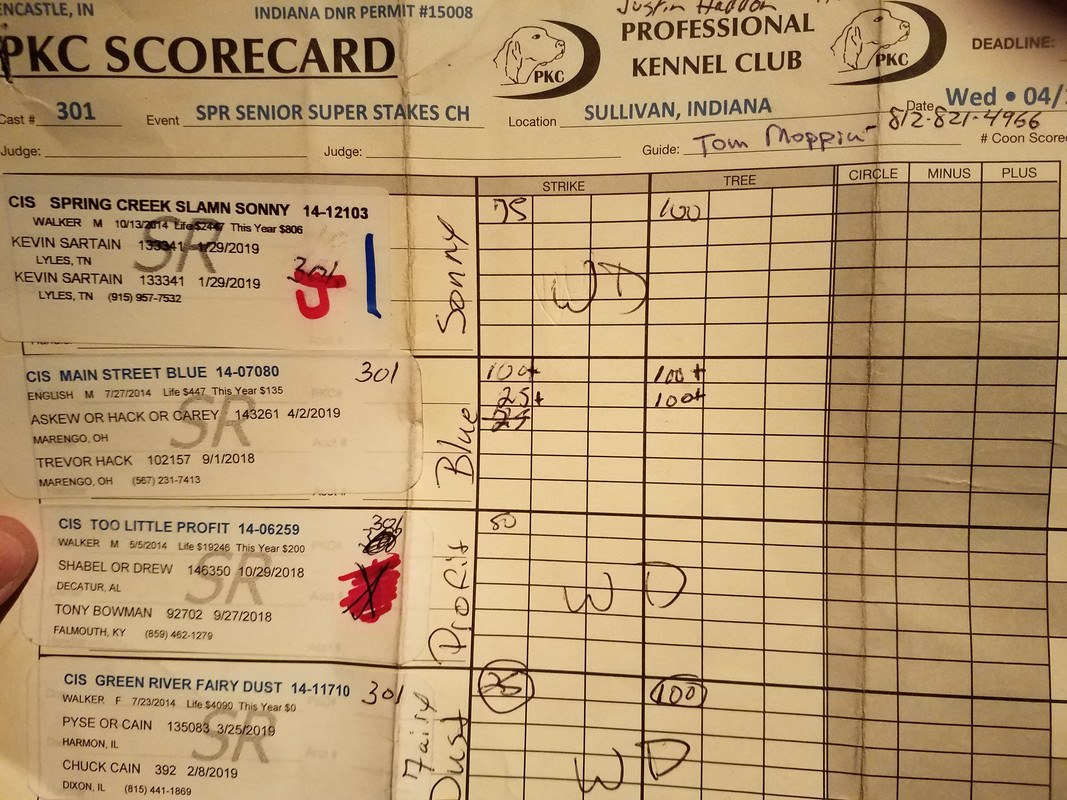 ENCASTLE, IN INDIANA DNR PERMIT #15008 Justin
PKC SCORECARD PKC PROFESSIONAL KENNEL CLUB PKC DEADLINE:
Cast # 301 Event SPR SENIOR SUPER STAKES CH Location SULLIVAN, INDIANA Date Wed • 04/
812-821-4966
Judge: Judge: Guide: Tom Moppin # Coon Score
STRIKE TREE CIRCLE MINUS PLUS
CIS SPRING CREEK SLAMN SONNY 14-12103
WALKER M 10/13/2014 Life $2447 This Year $806
SR
KEVIN SARTAIN 133341 1/29/2019
LYLES, TN
301
KEVIN SARTAIN 133341 1/29/2019
LYLES, TN (915) 957-7532
Sonny
75 100
WD
CIS MAIN STREET BLUE 14-07080 301
ENGLISH M 7/27/2014 Life $447 This Year $135
SR
ASKEW OR HACK OR CAREY 143261 4/2/2019
MARENGO, OH
TREVOR HACK 102157 9/1/2018
MARENGO, OH (567) 231-7413
Blue
100+ 100+
25+ 100+
25
CIS TOO LITTLE PROFIT 14-06259 301
WALKER M 5/5/2014 Life $19246 This Year $200
SR
SHABEL OR DREW 146350 10/29/2018
DECATUR, AL
TONY BOWMAN 92702 9/27/2018
FALMOUTH, KY (859) 462-1279
Profit
50
WD
CIS GREEN RIVER FAIRY DUST 14-11710 301
WALKER F 7/23/2014 Life $4090 This Year $0
SR
PYSE OR CAIN 135083 3/25/2019
HARMON, IL
CHUCK CAIN 392 2/8/2019
DIXON, IL (815) 441-1869
Fairy
Dust
25 100
WD